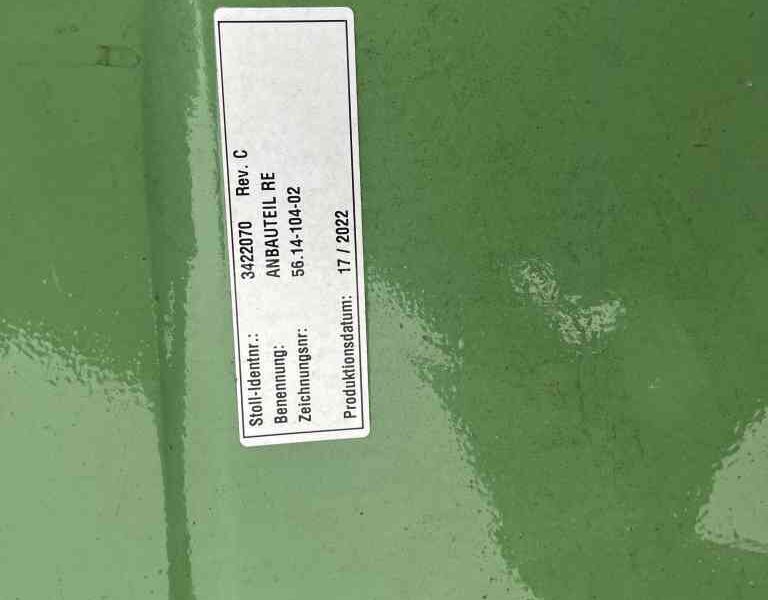 Stoll-Identnr.: 3422070 Rev. C
Benennung: ANBAUTEIL RE
Zeichnungsnr: 56.14-104-02
Produktionsdatum: 17 / 2022